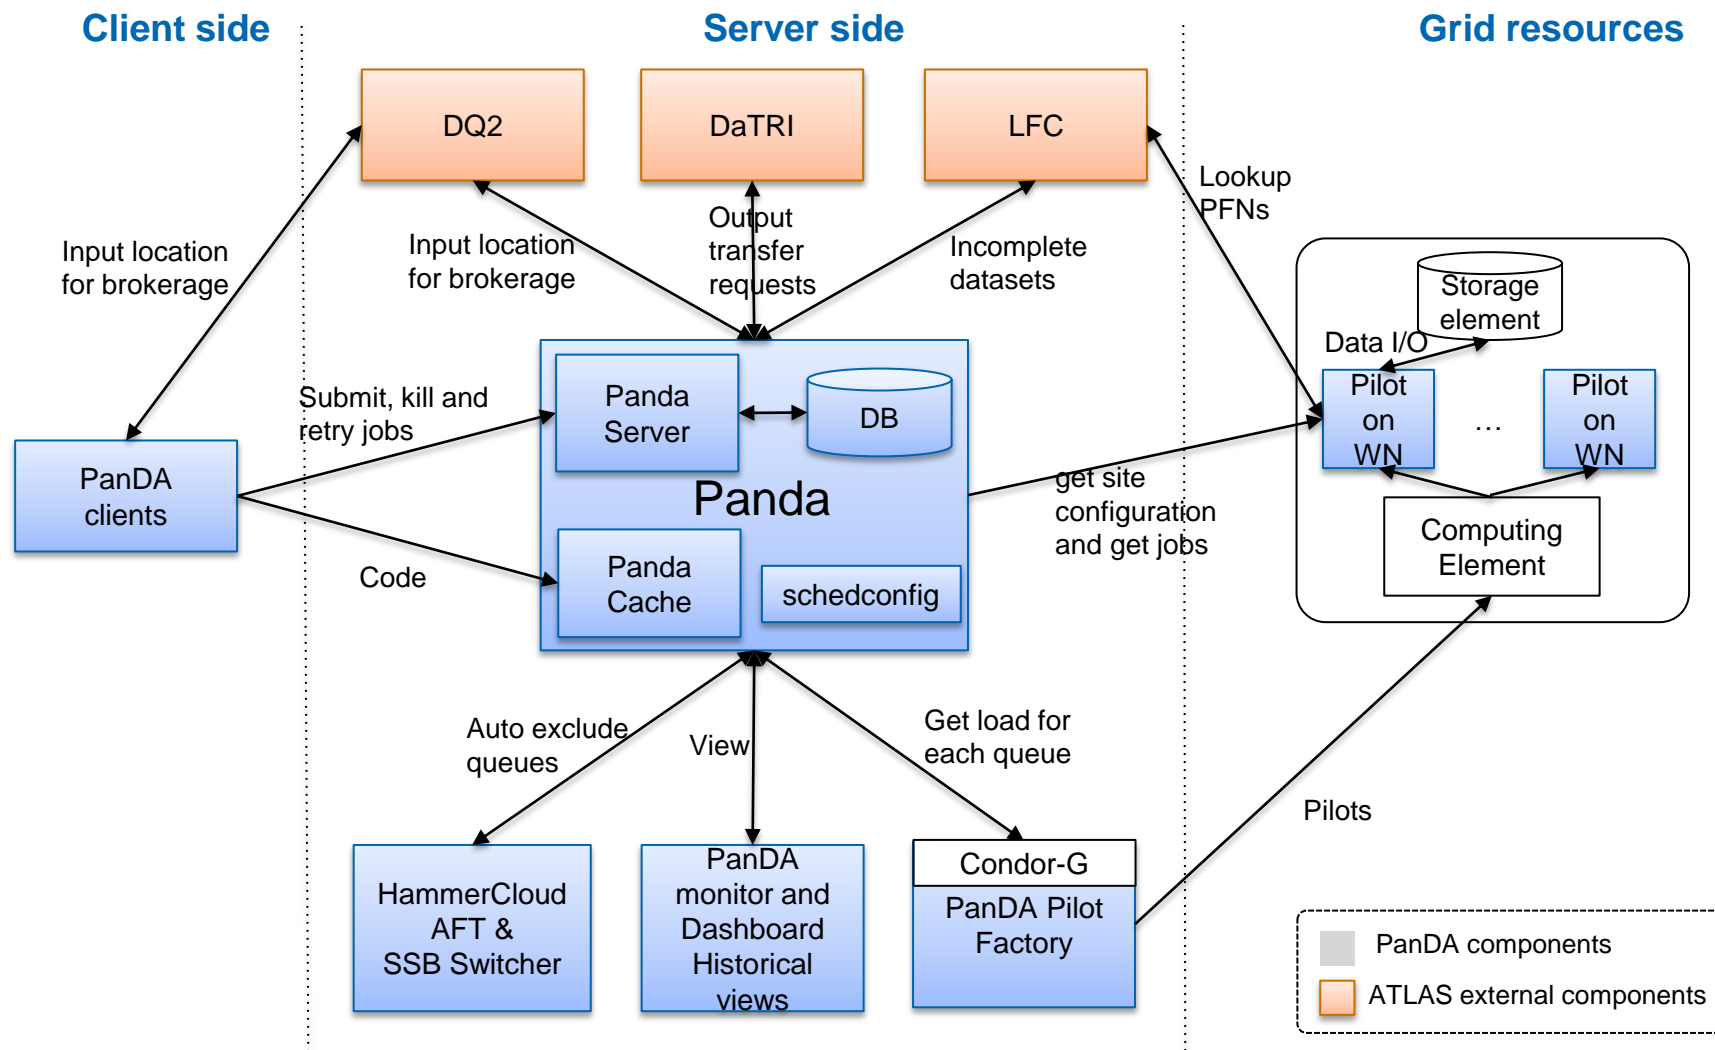 Client side
Server side
Grid resources
DQ2
DaTRI
LFC
Lookup
PFNs
Input location
for brokerage
Input location
for brokerage
Output
transfer
requests
Incomplete
datasets
Storage
element
Data I/O
Submit, kill and
retry jobs
Panda
Server
DB
Pilot
on
WN
...
Pilot
on
WN
PanDA
clients
Panda
get site
configuration
and get jobs
Computing
Element
Code
Panda
Cache
schedconfig
Auto exclude
queues
View
Get load for
each queue
Pilots
HammerCloud
AFT &
SSB Switcher
PanDA
monitor and
Dashboard
Historical
views
Condor-G
PanDA Pilot
Factory
PanDA components
ATLAS external components